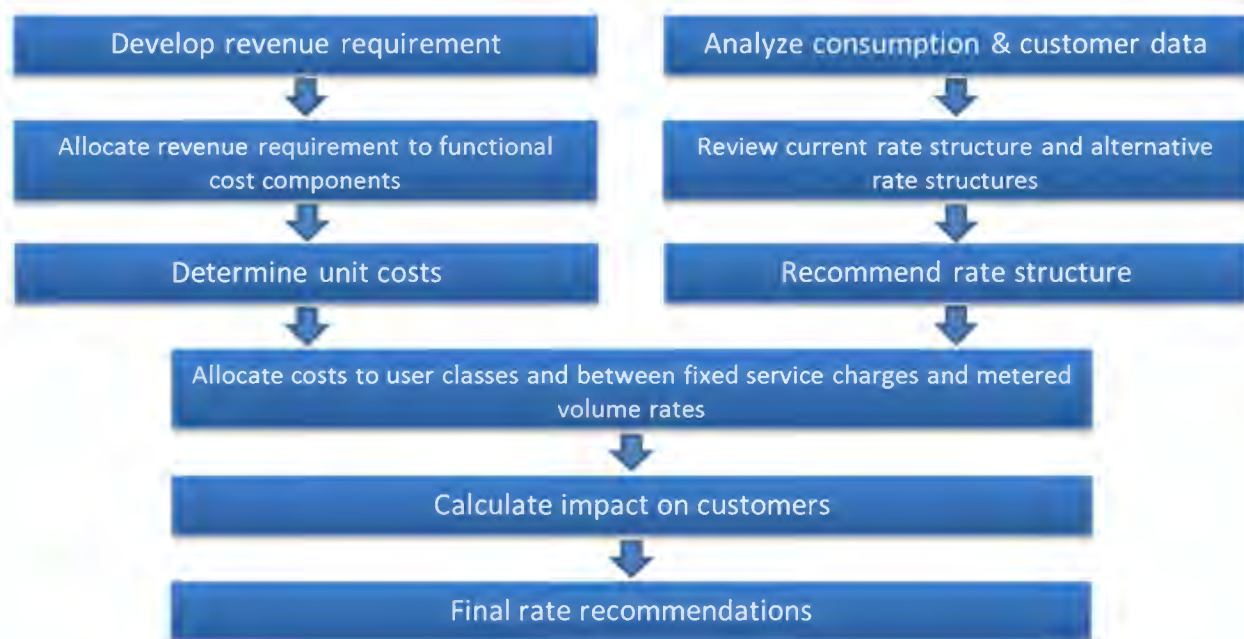 Develop revenue requirement
Analyze consumption & customer data
Allocate revenue requirement to functional
cost components
Review current rate structure and alternative
rate structures
Determine unit costs
Recommend rate structure
Allocate costs to user classes and between fixed service charges and metered
volume rates
Calculate impact on customers
Final rate recommendations